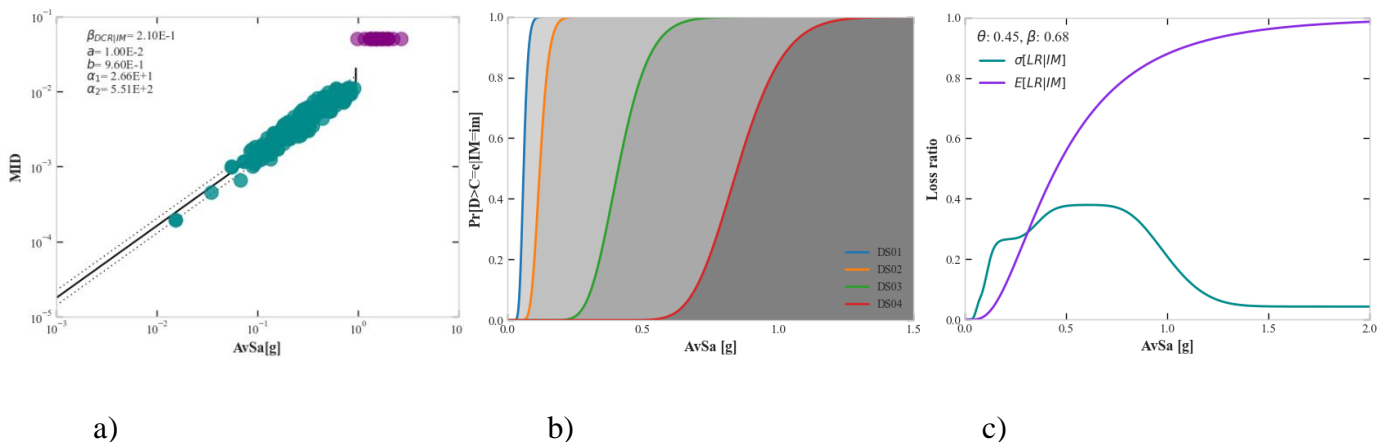 β_DCR|IM = 2.10E-1
a = 1.00E-2
b = 9.60E-1
α₁ = 2.66E+1
α₂ = 5.51E+2
MID
10⁻¹
10⁻²
10⁻³
10⁻⁴
10⁻⁵
10⁻³ 10⁻² 10⁻¹ 10⁰ 10
AvSa[g]
a)
Pr[D>C=c|IM=im]
1.0
0.8
0.6
0.4
0.2
0.0
DS01
DS02
DS03
DS04
0.0 0.5 1.0 1.5
AvSa [g]
b)
θ: 0.45, β: 0.68
σ[LR|IM]
E[LR|IM]
Loss ratio
1.0
0.8
0.6
0.4
0.2
0.0
0.0 0.5 1.0 1.5 2.0
AvSa [g]
c)